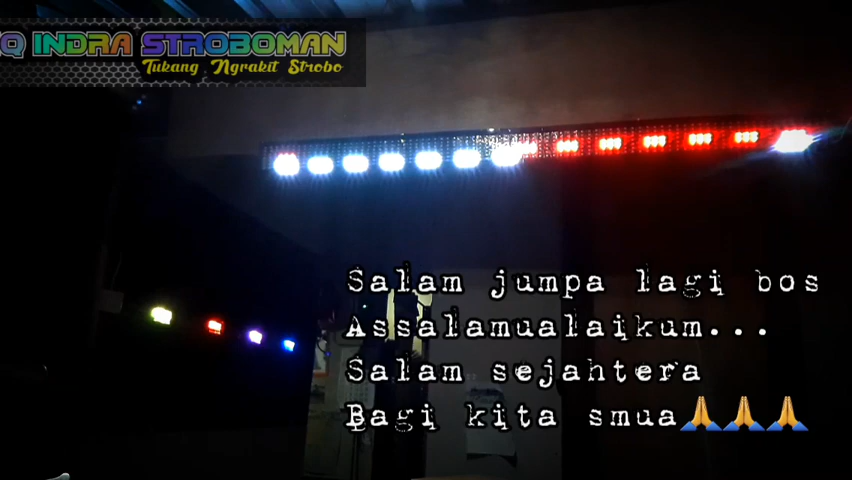 Q INDRA STROBOMAN
Tukang Ngrakit Strobo
Salam jumpa lagi bos
Assalamualaikum...
Salam sejahtera
Bagi kita smua🙏🙏🙏